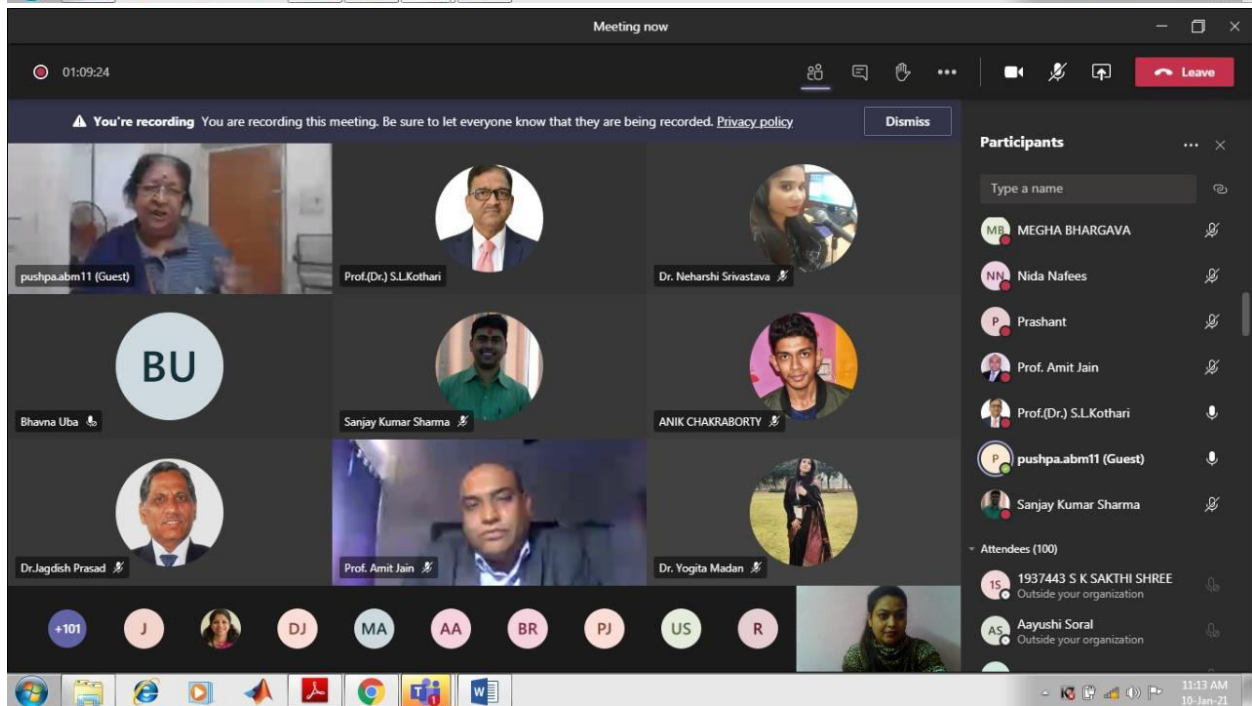 Meeting now
01:09:24
Leave
You're recording You are recording this meeting. Be sure to let everyone know that they are being recorded. Privacy policy
Dismiss
Participants
Type a name
pushpa.abm11 (Guest)
Prof.(Dr.) S.L.Kothari
Dr. Neharshi Srivastava
BU
Bhavna Uba
Sanjay Kumar Sharma
ANIK CHAKRABORTY
Dr.Jagdish Prasad
Prof. Amit Jain
Dr. Yogita Madan
+101
J
DJ
MA
AA
BR
PJ
US
R
MB MEGHA BHARGAVA
NN Nida Nafees
P Prashant
Prof. Amit Jain
Prof.(Dr.) S.L.Kothari
P pushpa.abm11 (Guest)
Sanjay Kumar Sharma
Attendees (100)
1S 1937443 S K SAKTHI SHREE
Outside your organization
AS Aayushi Soral
Outside your organization
11:13 AM
10-Jan-21